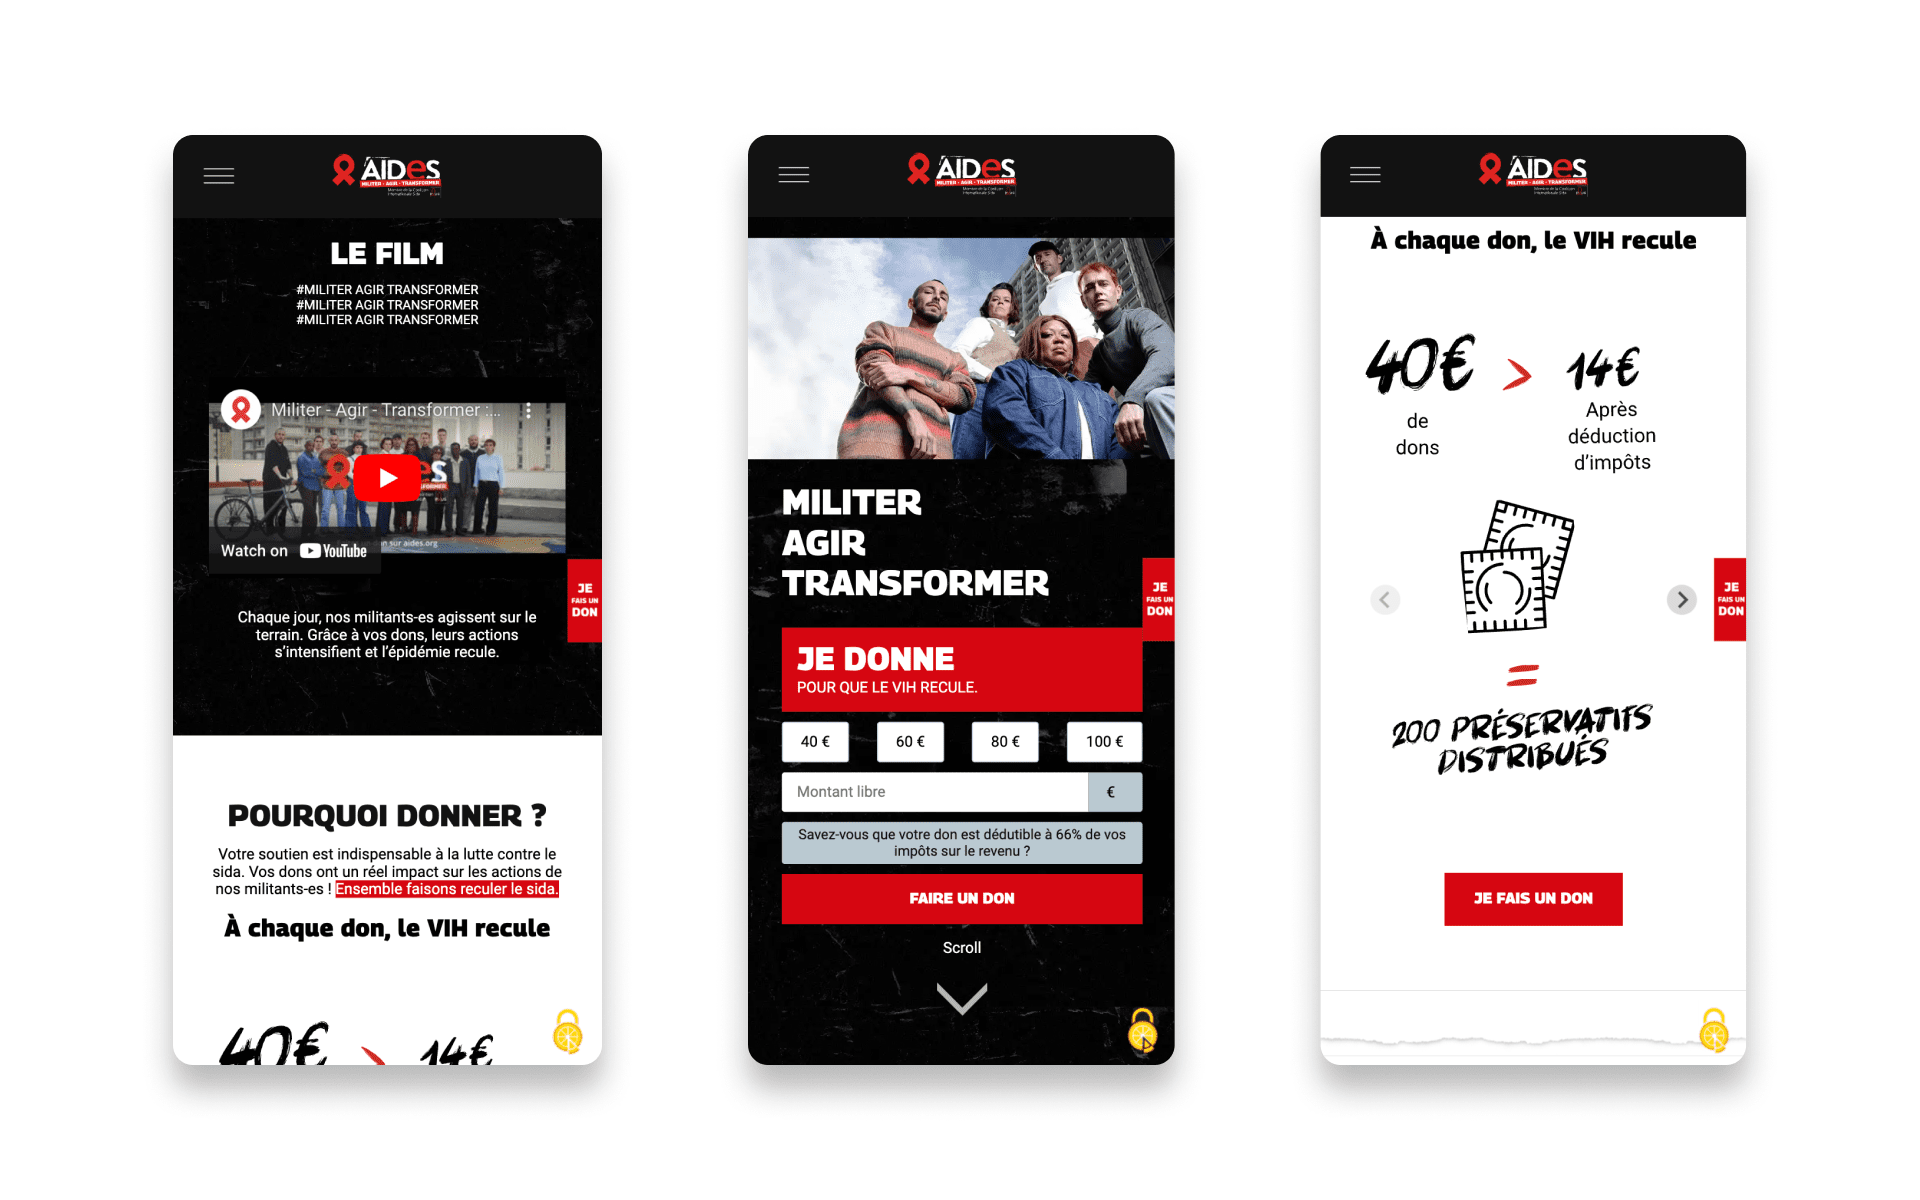 AIDeS
MILITER - AGIR - TRANSFORMER
LE FILM
#MILITER AGIR TRANSFORMER
#MILITER AGIR TRANSFORMER
#MILITER AGIR TRANSFORMER
Militer - Agir - Transformer :...
on sur aides.org
Watch on YouTube
JE
FAIS UN
DON
Chaque jour, nos militants-es agissent sur le
terrain. Grâce à vos dons, leurs actions
s'intensifient et l'épidémie recule.
POURQUOI DONNER ?
Votre soutien est indispensable à la lutte contre le
sida. Vos dons ont un réel impact sur les actions de
nos militants-es ! Ensemble faisons reculer le sida.
À chaque don, le VIH recule
40€ > 14€
AIDeS
MILITER - AGIR - TRANSFORMER
MILITER
AGIR
TRANSFORMER
JE
FAIS UN
DON
JE DONNE
POUR QUE LE VIH RECULE.
40 € 60 € 80 € 100 €
Montant libre €
Savez-vous que votre don est dédutible à 66% de vos
impôts sur le revenu ?
FAIRE UN DON
Scroll
AIDeS
MILITER - AGIR - TRANSFORMER
À chaque don, le VIH recule
40€ > 14€
de
dons
Après
déduction
d'impôts
JE
FAIS UN
DON
=
200 PRÉSERVATIFS
DISTRIBUÉS
JE FAIS UN DON